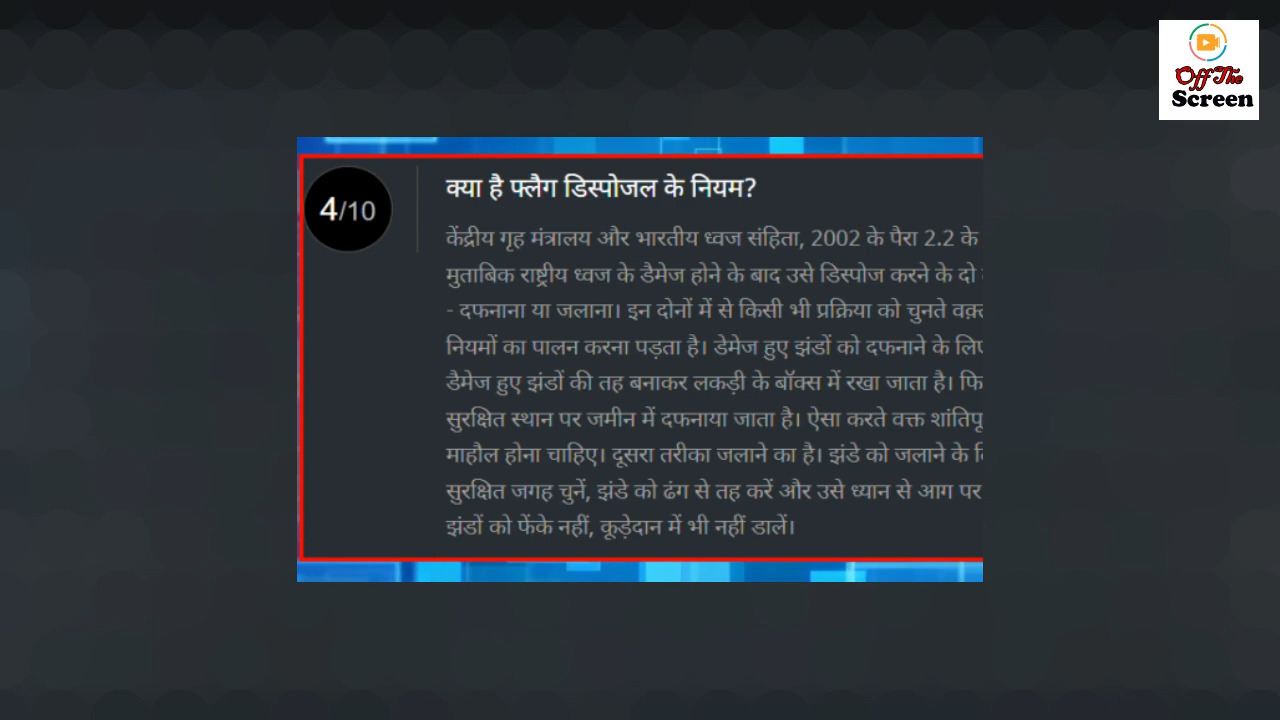 Off The
Screen
4/10
क्या है फ्लैग डिस्पोजल के नियम?
केंद्रीय गृह मंत्रालय और भारतीय ध्वज संहिता, 2002 के पैरा 2.2 के
मुताबिक राष्ट्रीय ध्वज के डैमेज होने के बाद उसे डिस्पोज करने के दो
- दफनाना या जलाना। इन दोनों में से किसी भी प्रक्रिया को चुनते
नियमों का पालन करना पड़ता है। डेमेज हुए झंडों को दफनाने के
डैमेज हुए झंडों की तह बनाकर लकड़ी के बॉक्स में रखा जाता है।
सुरक्षित स्थान पर जमीन में दफनाया जाता है। ऐसा करते वक्त
माहौल होना चाहिए। दूसरा तरीका जलाने का है। झंडे को जलाने के
सुरक्षित जगह चुनें, झंडे को ढंग से तह करें और उसे ध्यान से आग पर
झंडों को फेंके नहीं, कूड़ेदान में भी नहीं डालें।